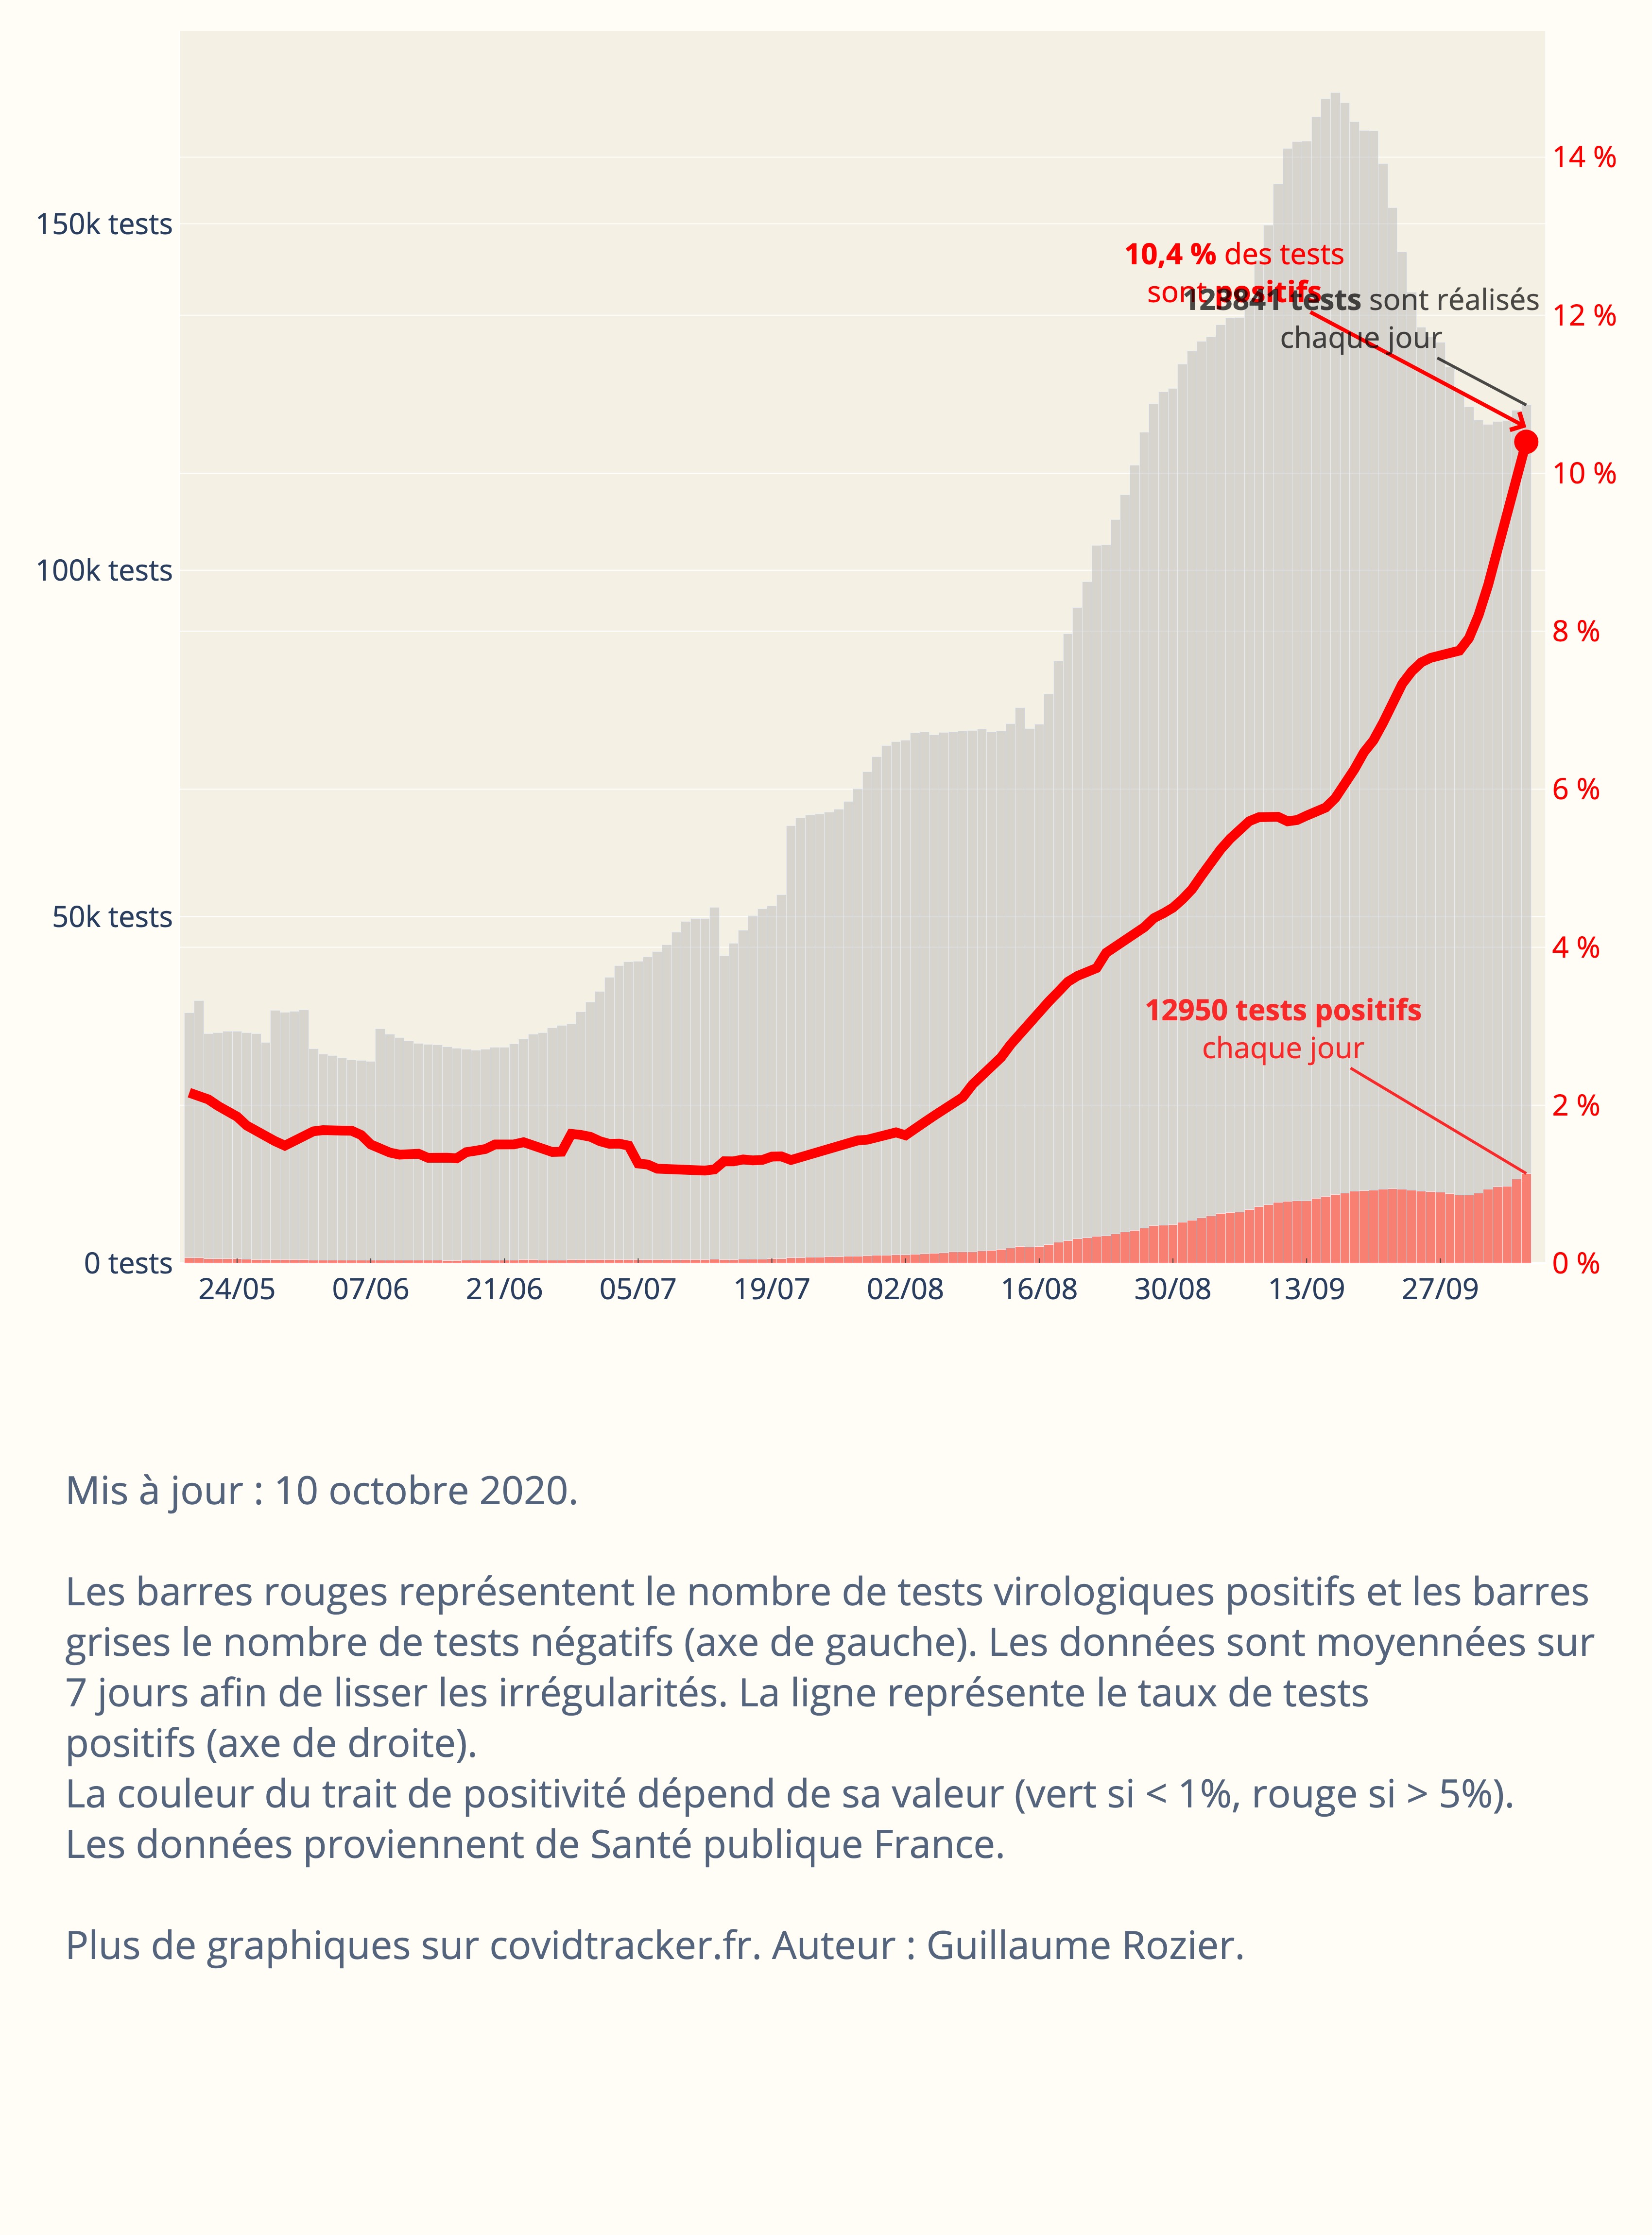 14 %
150k tests
10,4 % des tests
sont positifs
123841 tests sont réalisés
chaque jour
12 %
10 %
100k tests
8 %
6 %
50k tests
4 %
12950 tests positifs
chaque jour
2 %
0 tests
0 %
24/05 07/06 21/06 05/07 19/07 02/08 16/08 30/08 13/09 27/09
Mis à jour : 10 octobre 2020.
Les barres rouges représentent le nombre de tests virologiques positifs et les barres
grises le nombre de tests négatifs (axe de gauche). Les données sont moyennées sur
7 jours afin de lisser les irrégularités. La ligne représente le taux de tests
positifs (axe de droite).
La couleur du trait de positivité dépend de sa valeur (vert si < 1%, rouge si > 5%).
Les données proviennent de Santé publique France.
Plus de graphiques sur covidtracker.fr. Auteur : Guillaume Rozier.